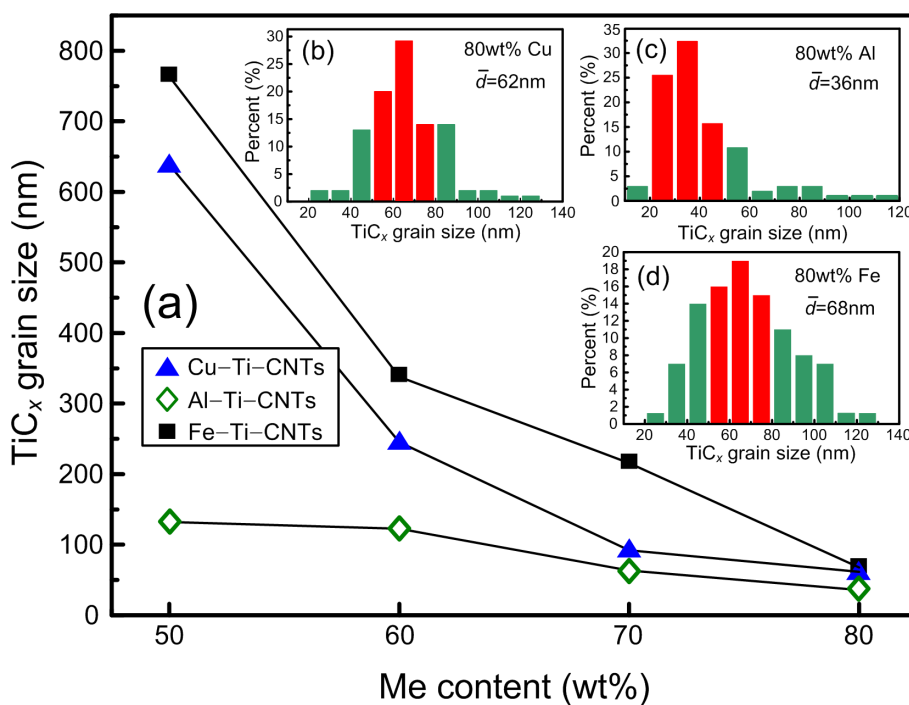 TiCx grain size (nm)
800
700
600
500
400
300
200
100
0
50
60
70
80
Me content (wt%)
(a)
Cu–Ti–CNTs
Al–Ti–CNTs
Fe–Ti–CNTs
(b)
80wt% Cu
d̄=62nm
Percent (%)
30
25
20
15
10
5
0
20
40
60
80
100
120
140
TiCx grain size (nm)
(c)
80wt% Al
d̄=36nm
Percent (%)
35
30
25
20
15
10
5
0
20
40
60
80
100
120
TiCx grain size (nm)
(d)
80wt% Fe
d̄=68nm
Percent (%)
20
18
16
14
12
10
8
6
4
2
0
20
40
60
80
100
120
140
TiCx grain size (nm)